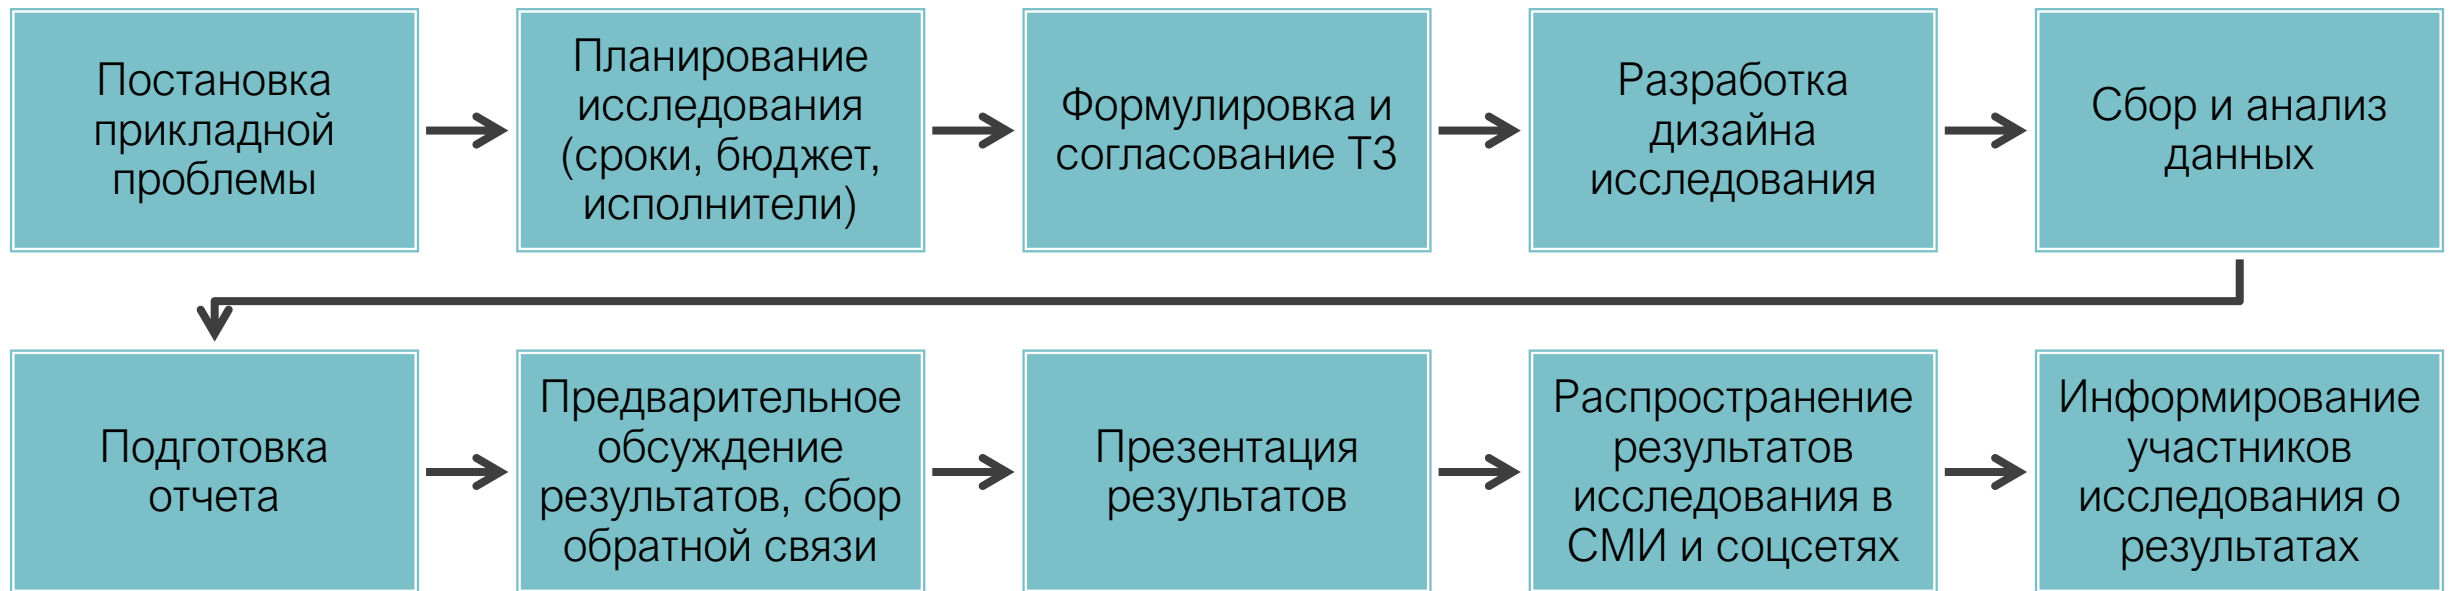 Постановка
прикладной
проблемы
Планирование
исследования
(сроки, бюджет,
исполнители)
Формулировка и
согласование ТЗ
Разработка
дизайна
исследования
Сбор и анализ
данных
Подготовка
отчета
Предварительное
обсуждение
результатов, сбор
обратной связи
Презентация
результатов
Распространение
результатов
исследования в
СМИ и соцсетях
Информирование
участников
исследования о
результатах